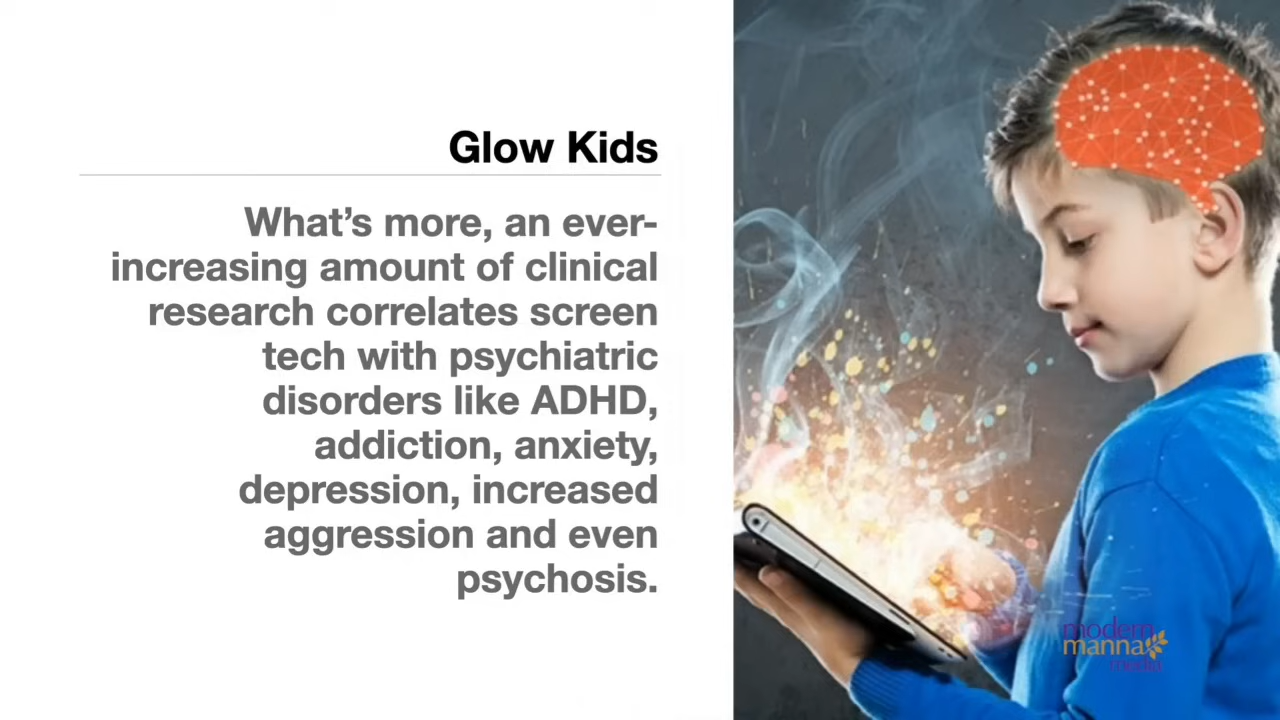 Glow Kids
What’s more, an ever-
increasing amount of clinical
research correlates screen
tech with psychiatric
disorders like ADHD,
addiction, anxiety,
depression, increased
aggression and even
psychosis.
modern
manna
media